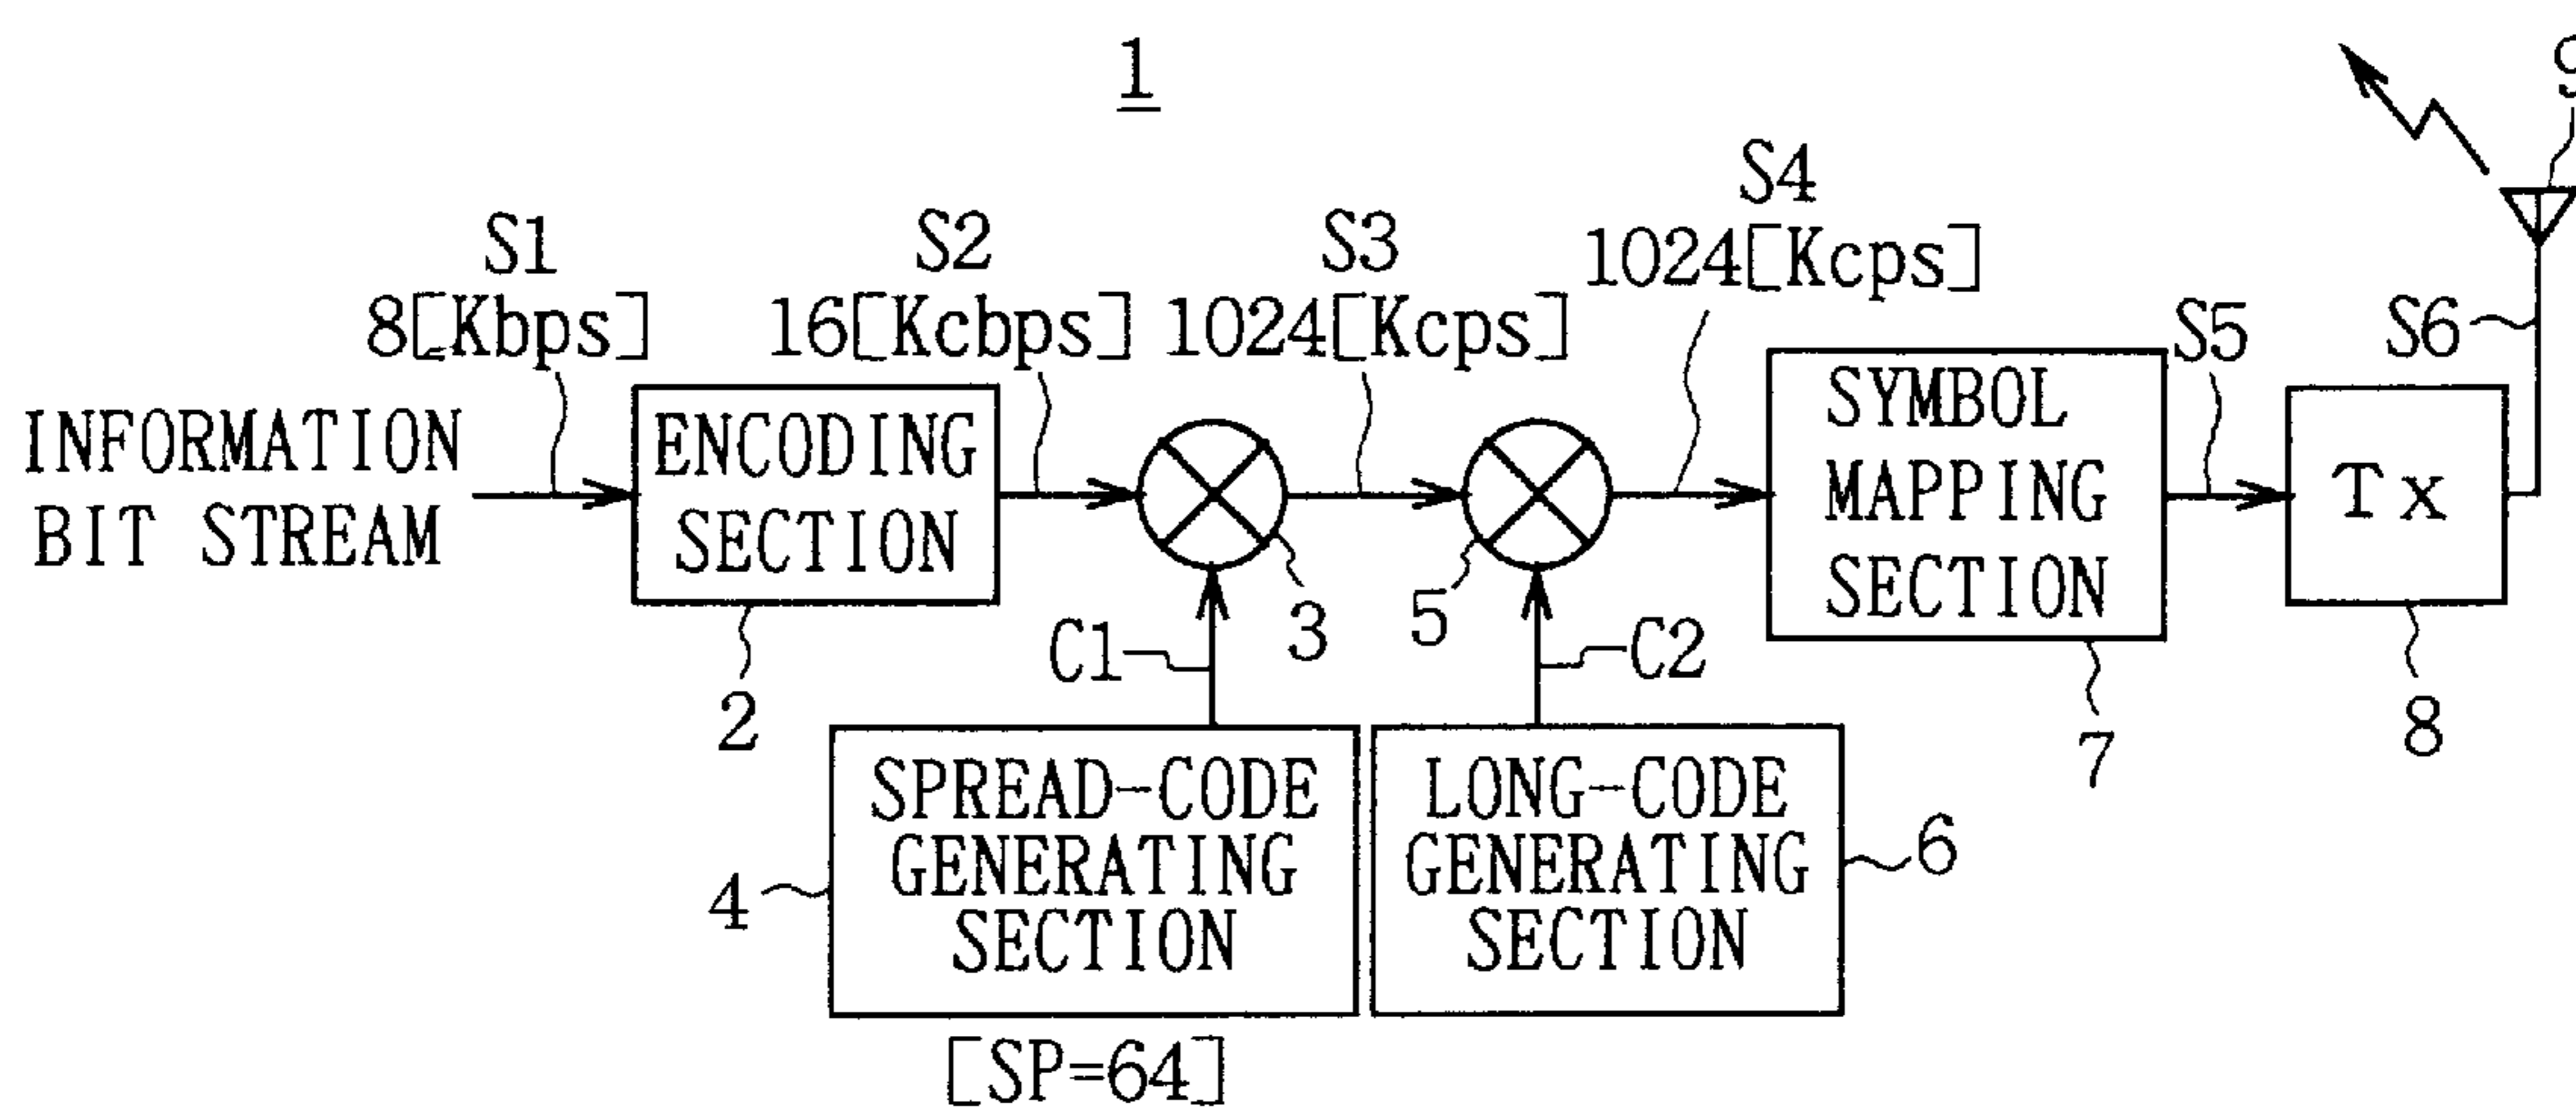 1
9
S4
1024[Kcps]
S1
8[Kbps]
S2
16[Kcbps]
S3
1024[Kcps]
S5
S6
INFORMATION
BIT STREAM
ENCODING
SECTION
SYMBOL
MAPPING
SECTION
Tx
2
3
5
7
8
C1
C2
SPREAD-CODE
GENERATING
SECTION
4
LONG-CODE
GENERATING
SECTION
6
[SP=64]